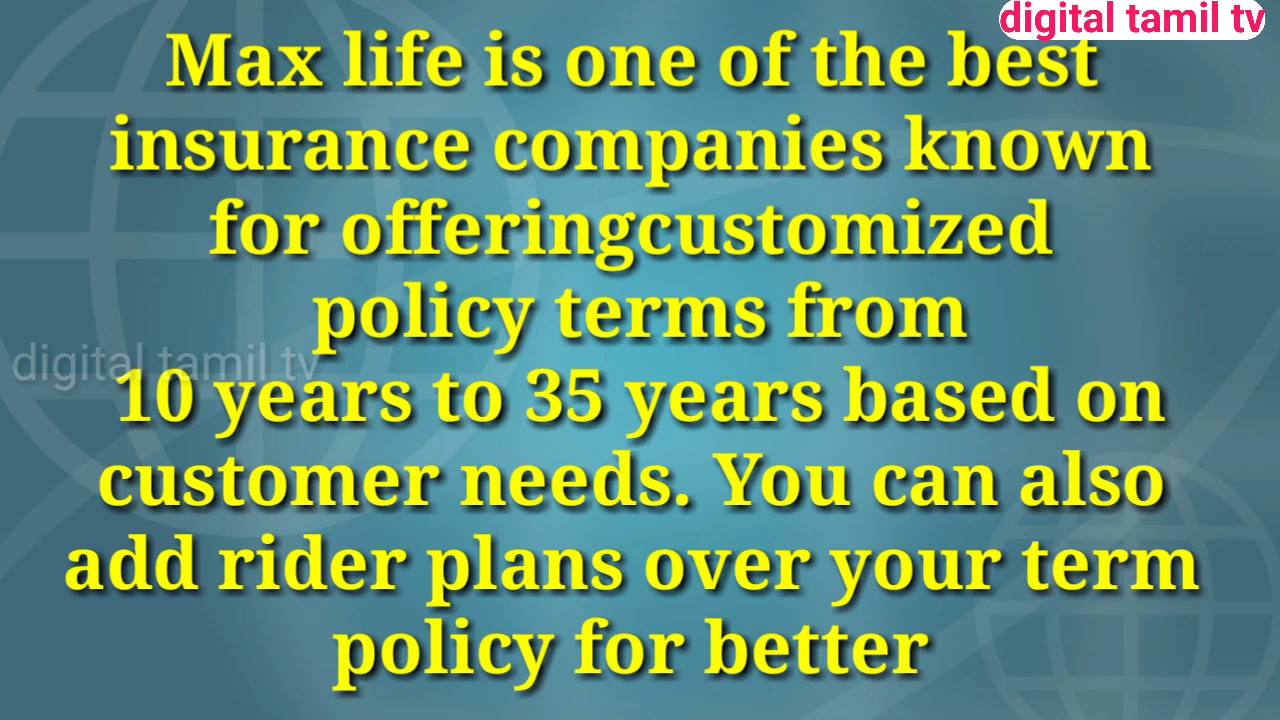 digital tamil tv
Max life is one of the best
insurance companies known
for offeringcustomized
policy terms from
digital tamil tv
10 years to 35 years based on
customer needs. You can also
add rider plans over your term
policy for better